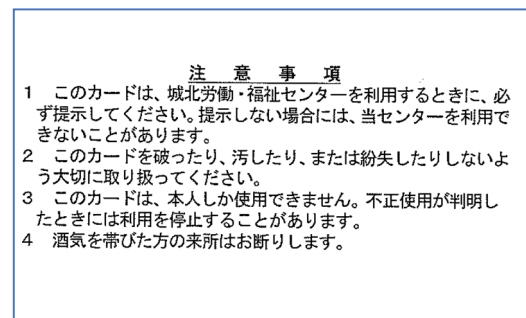 注　意　事　項
1　このカードは、城北労働・福祉センターを利用するときに、必
ず提示してください。提示しない場合には、当センターを利用で
きないことがあります。
2　このカードを破ったり、汚したり、または紛失したりしないよ
う大切に取り扱ってください。
3　このカードは、本人しか使用できません。不正使用が判明し
たときには利用を停止することがあります。
4　酒気を帯びた方の来所はお断りします。